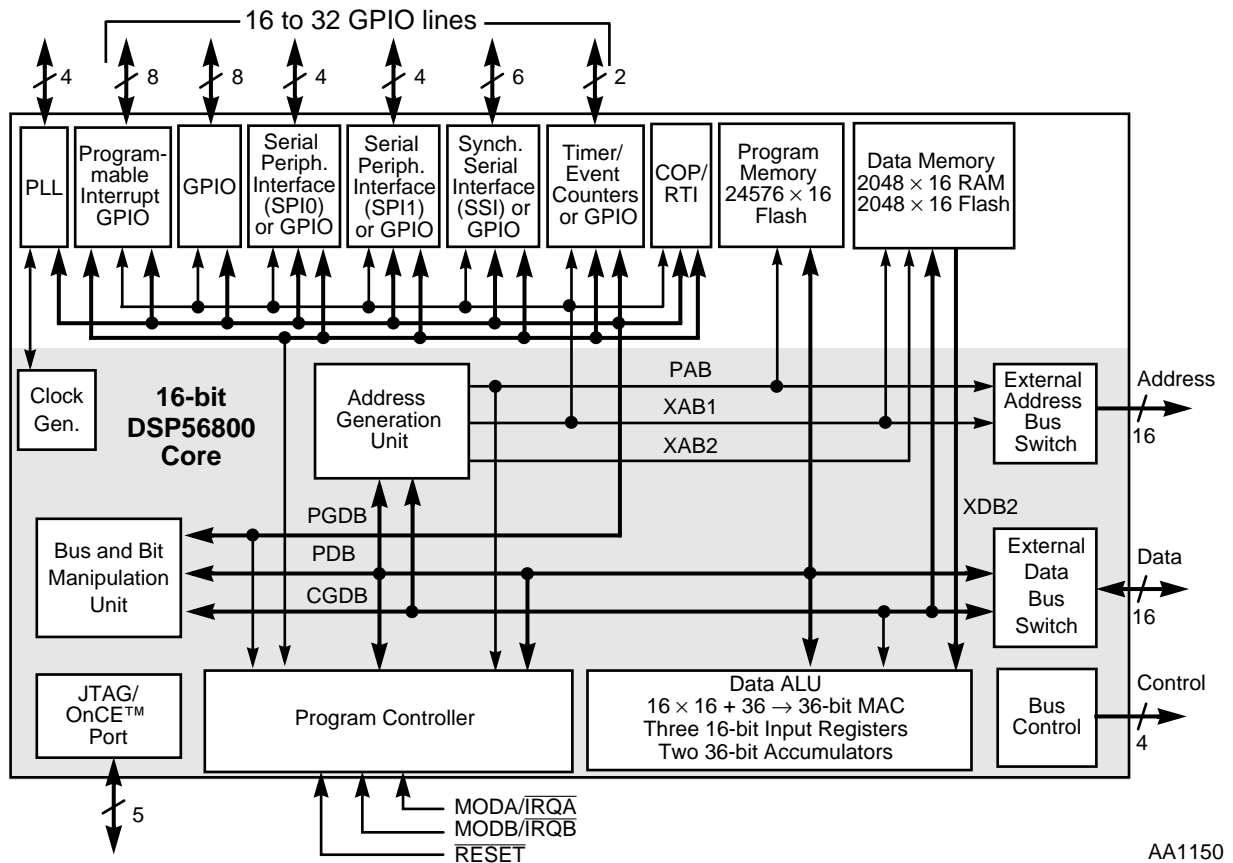 16 to 32 GPIO lines
4
8
8
4
4
6
2
PLL
Program-
mable
Interrupt
GPIO
GPIO
Serial
Periph.
Interface
(SPI0)
or GPIO
Serial
Periph.
Interface
(SPI1)
or GPIO
Synch.
Serial
Interface
(SSI) or
GPIO
Timer/
Event
Counters
or GPIO
COP/
RTI
Program
Memory
24576 × 16
Flash
Data Memory
2048 × 16 RAM
2048 × 16 Flash
Clock
Gen.
16-bit
DSP56800
Core
Address
Generation
Unit
PAB
XAB1
XAB2
External
Address
Bus
Switch
Address
16
PGDB
PDB
CGDB
XDB2
Bus and Bit
Manipulation
Unit
External
Data
Bus
Switch
Data
16
JTAG/
OnCE™
Port
5
Program Controller
Data ALU
16 × 16 + 36 → 36-bit MAC
Three 16-bit Input Registers
Two 36-bit Accumulators
Bus
Control
Control
4
MODA/IRQA
MODB/IRQB
RESET
AA1150